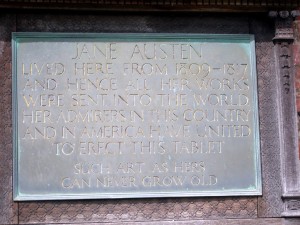 JANE AUSTEN
LIVED HERE FROM 1809–1817
AND HENCE ALL HER WORKS
WERE SENT INTO THE WORLD
HER ADMIRERS IN THIS COUNTRY
AND IN AMERICA HAVE UNITED
TO ERECT THIS TABLET
SUCH ART AS HERS
CAN NEVER GROW OLD